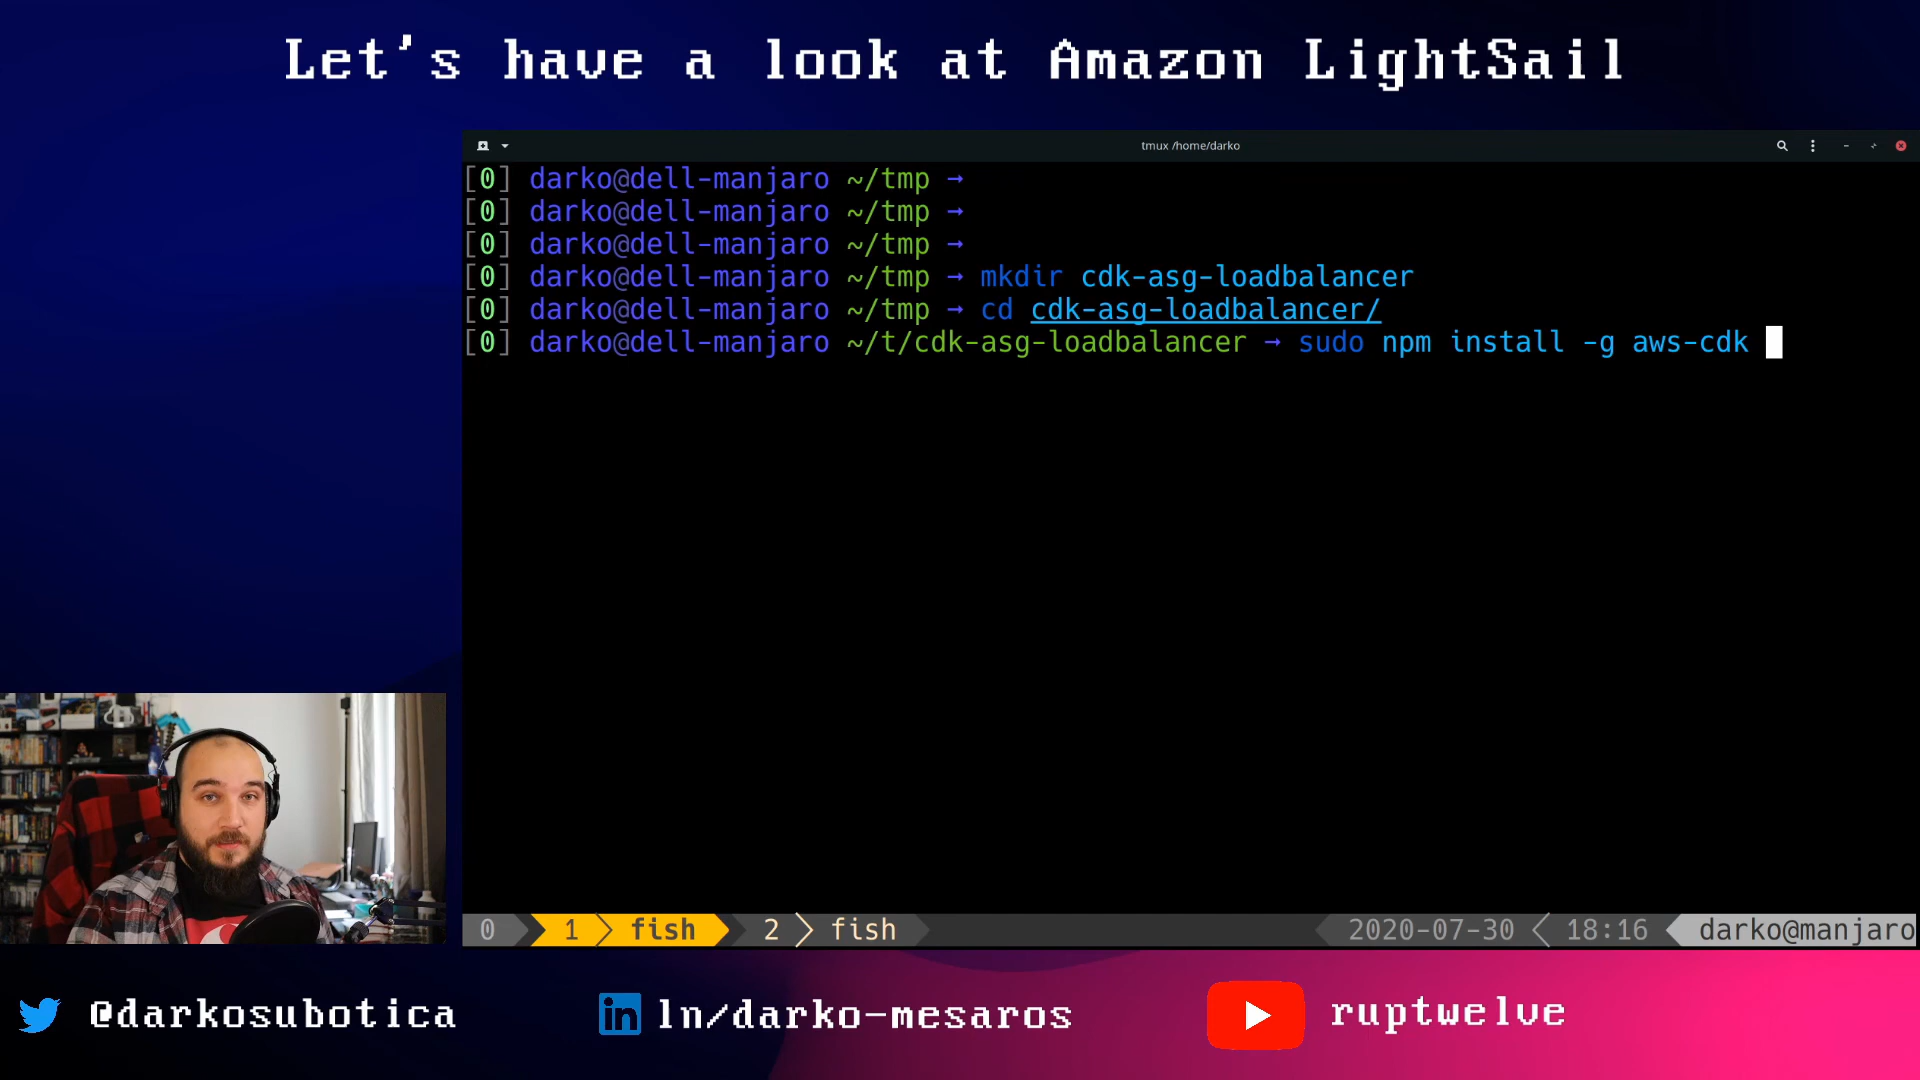 Let's have a look at Amazon LightSail
tmux /home/darko
[0] darko@dell-manjaro ~/tmp →
[0] darko@dell-manjaro ~/tmp →
[0] darko@dell-manjaro ~/tmp →
[0] darko@dell-manjaro ~/tmp → mkdir cdk-asg-loadbalancer
[0] darko@dell-manjaro ~/tmp → cd cdk-asg-loadbalancer/
[0] darko@dell-manjaro ~/t/cdk-asg-loadbalancer → sudo npm install -g aws-cdk
0 1 fish 2 fish 2020-07-30 18:16 darko@manjaro
@darkosubotica in ln/darko-mesaros ruptwelve